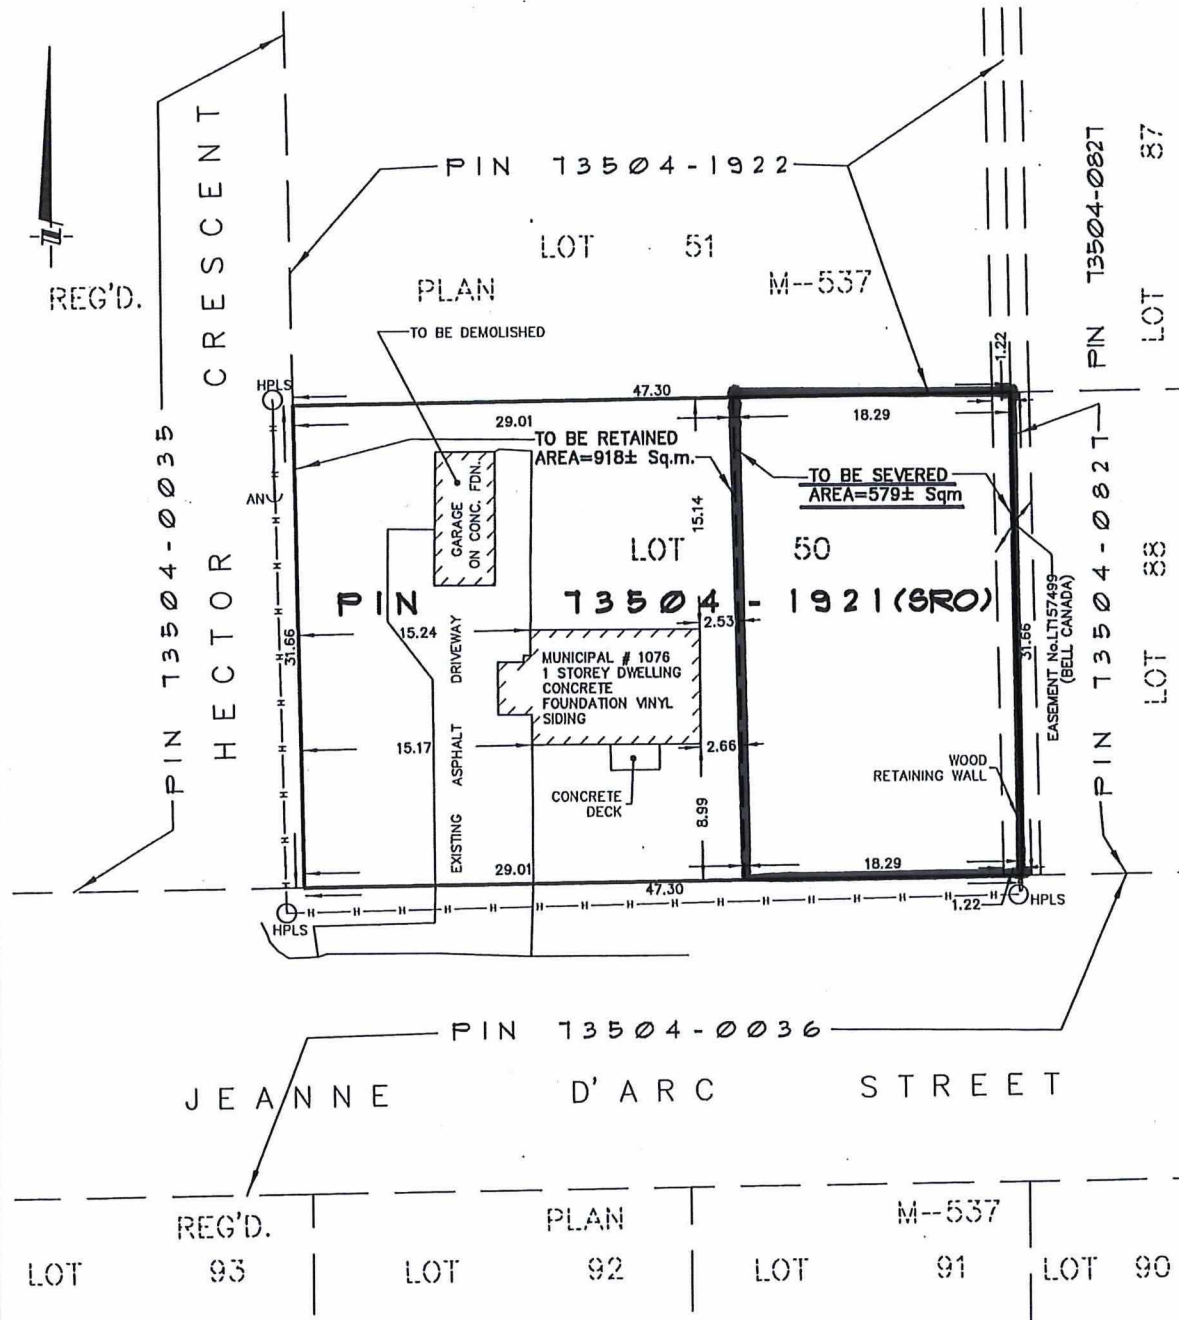 PIN 73504-0035
HECTOR CRESCENT
PIN 73504-1922
LOT 51
REG'D. PLAN M--537
PIN 73504-0827
LOT 87
TO BE DEMOLISHED
HPLS
47.30
1.22
29.01
18.29
TO BE RETAINED
AREA=918± Sq.m.
TO BE SEVERED
AREA=579± Sqm
AN
GARAGE
ON CONC. FDN.
15.14
LOT 50
PIN 73504 - 1921(SRO)
31.66
15.24
2.53
MUNICIPAL # 1076
1 STOREY DWELLING
CONCRETE
FOUNDATION VINYL
SIDING
15.17
2.66
EXISTING ASPHALT DRIVEWAY
CONCRETE
DECK
8.99
WOOD
RETAINING WALL
31.66
EASEMENT No.LT157499
(BELL CANADA)
PIN 73504-0827
LOT 88
29.01
18.29
47.30
1.22
HPLS
HPLS
H H H H H H H H H H H H H H
PIN 73504-0036
JEANNE D'ARC STREET
REG'D. PLAN M--537
LOT 93 LOT 92 LOT 91 LOT 90